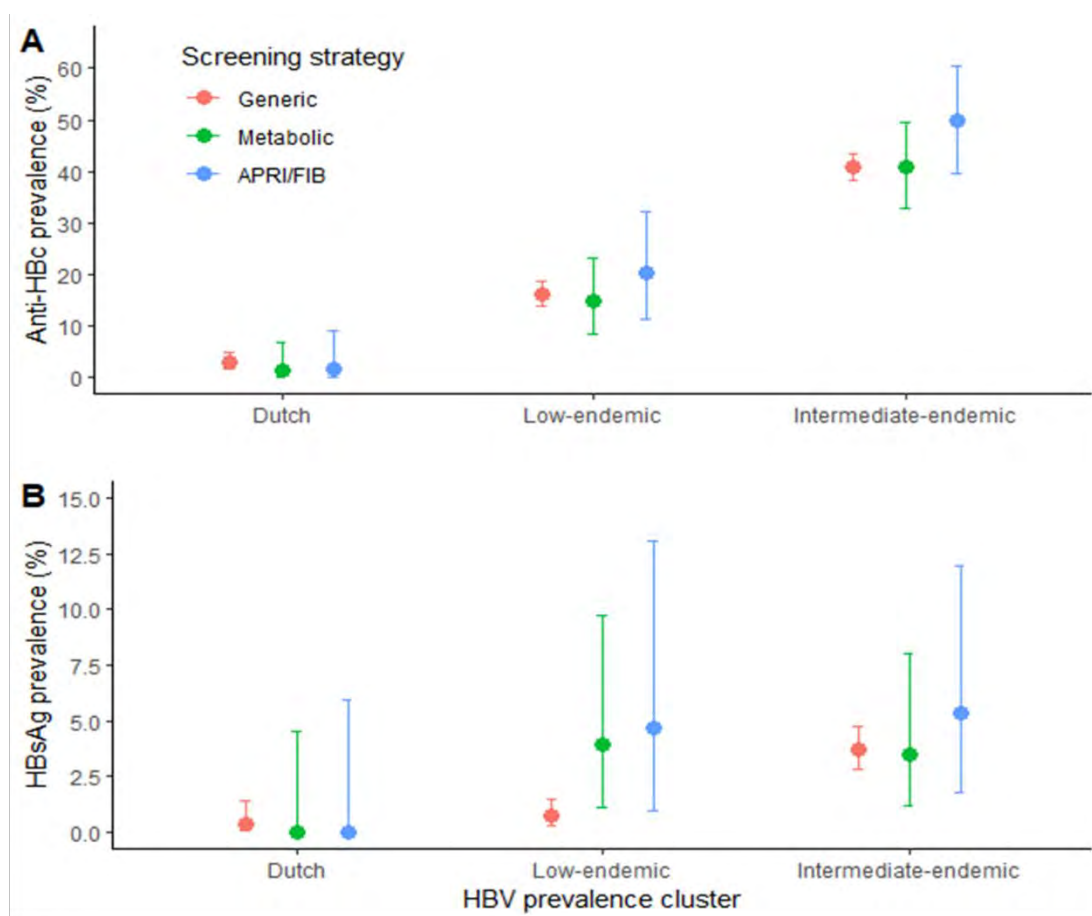 A
Screening strategy
Generic
Metabolic
APRI/FIB
Anti-HBc prevalence (%)
60
50
40
30
20
10
0
Dutch Low-endemic Intermediate-endemic
B
HBsAg prevalence (%)
15.0
12.5
10.0
7.5
5.0
2.5
0.0
Dutch Low-endemic Intermediate-endemic
HBV prevalence cluster